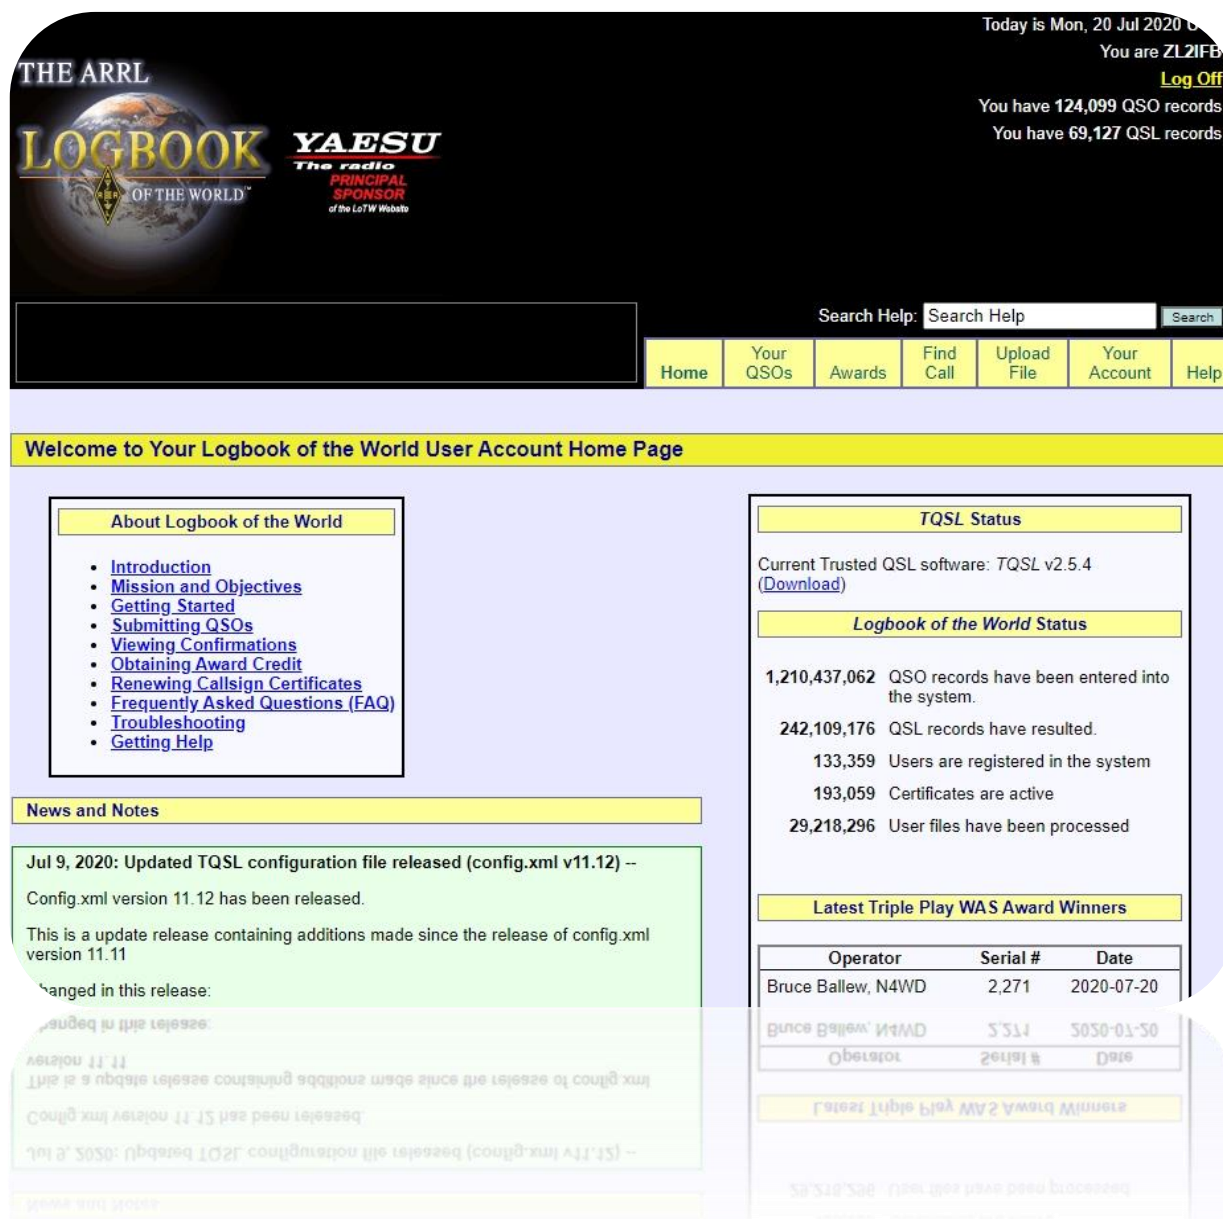 Today is Mon, 20 Jul 2020
You are ZL2IFB
Log Off
You have 124,099 QSO records
You have 69,127 QSL records
THE ARRL
LOGBOOK
OF THE WORLD
YAESU
The radio
PRINCIPAL
SPONSOR
of the LoTW Website
Search Help: Search Help Search
Home
Your QSOs
Awards
Find Call
Upload File
Your Account
Help
Welcome to Your Logbook of the World User Account Home Page
About Logbook of the World
Introduction
Mission and Objectives
Getting Started
Submitting QSOs
Viewing Confirmations
Obtaining Award Credit
Renewing Callsign Certificates
Frequently Asked Questions (FAQ)
Troubleshooting
Getting Help
News and Notes
Jul 9, 2020: Updated TQSL configuration file released (config.xml v11.12) --
Config.xml version 11.12 has been released.
This is a update release containing additions made since the release of config.xml
version 11.11
hanged in this release:
TQSL Status
Current Trusted QSL software: TQSL v2.5.4
(Download)
Logbook of the World Status
1,210,437,062 QSO records have been entered into
the system.
242,109,176 QSL records have resulted.
133,359 Users are registered in the system
193,059 Certificates are active
29,218,296 User files have been processed
Latest Triple Play WAS Award Winners
Operator Serial # Date
Bruce Ballew, N4WD 2,271 2020-07-20